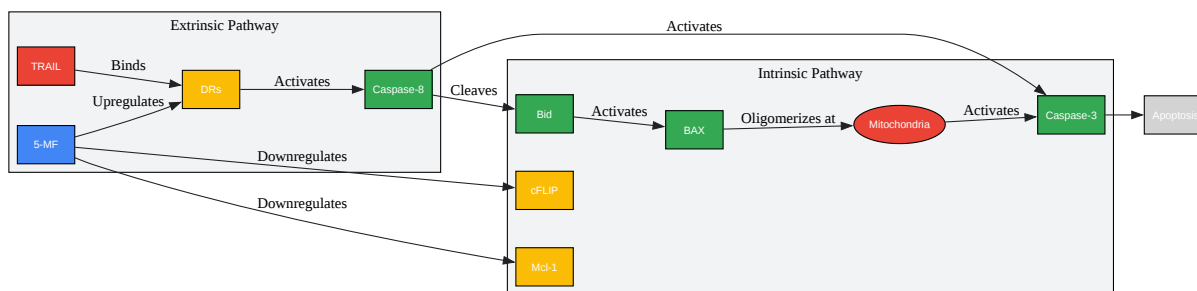 Extrinsic Pathway
TRAIL
Binds
DRs
Activates
Caspase-8
Upregulates
5-MF
Activates
Cleaves
Intrinsic Pathway
Bid
Activates
BAX
Oligomerizes at
Mitochondria
Activates
Caspase-3
Apoptosis
Downregulates
cFLIP
Downregulates
Mcl-1